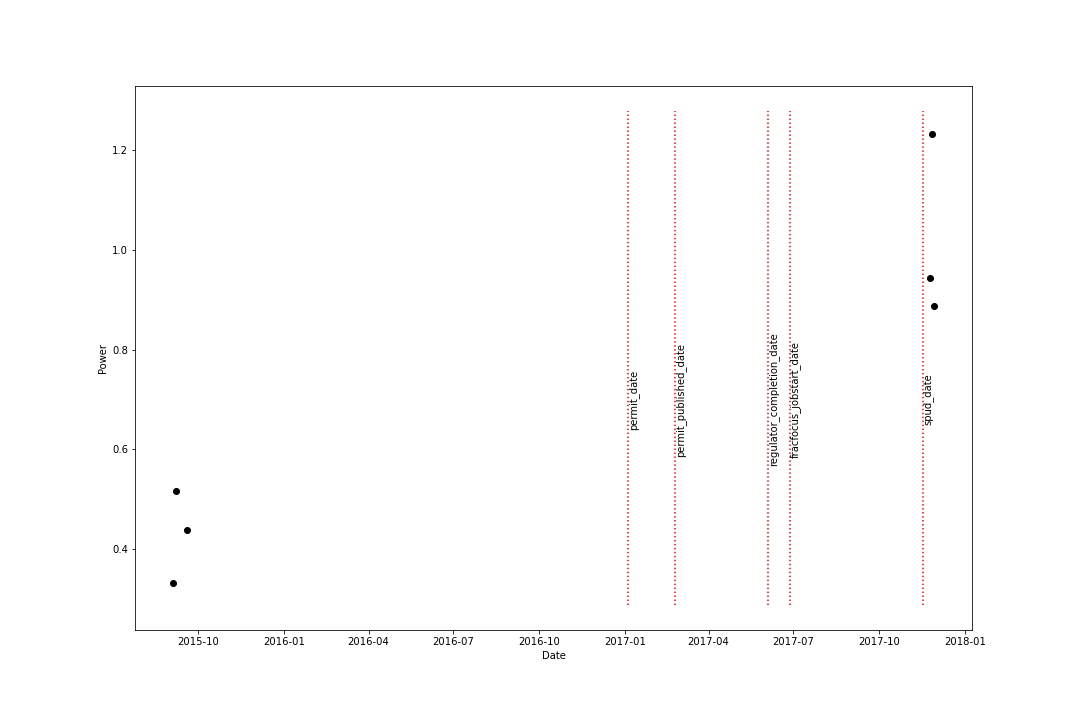 1.2
1.0
0.8
0.6
0.4
Power
permit_date
permit_published_date
regulator_completion_date
fracfocus_jobstart_date
spud_date
2015-10
2016-01
2016-04
2016-07
2016-10
2017-01
2017-04
2017-07
2017-10
2018-01
Date